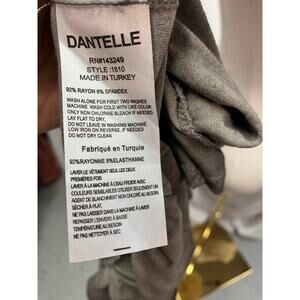 DANTELLE
RN#143249
STYLE :1610
MADE IN TURKEY
92% RAYON 8% SPANDEX
WASH ALONE FOR FIRST TWO WASHES
MACHINE WASH COLD WITH LIKE COLOR
ONLY NON CHLORINE BLEACH IF NEEDED
LAY FLAT TO DRY
DO NOT LEAVE IN WASHING MACHINE
LOW IRON ON REVERSE, IF NEEDED
DO NOT DRY CLEAN
Fabriqué en Turquie
92%RAYONNE 8%ELASTHANNE
LAVER LE VÊTEMENT SEUL LES DEUX
PREMIÈRES FOIS
LAVER À LA MACHINE À L'EAU FROIDE AVEC
COULEURS SEMBLABLES UTILISER SEULEMENT UN
AGENT DE BLANCHIMENT NON CHLORÉ SI NÉCESSAIRE
SÉCHER À PLAT,
NE PAS LAISSER DANS LA MACHINE À LAVER
REPASSER L'ENVERS À BASSE
TEMPÉRATURE AU BESOIN
NE PAS NETTOYER À SEC